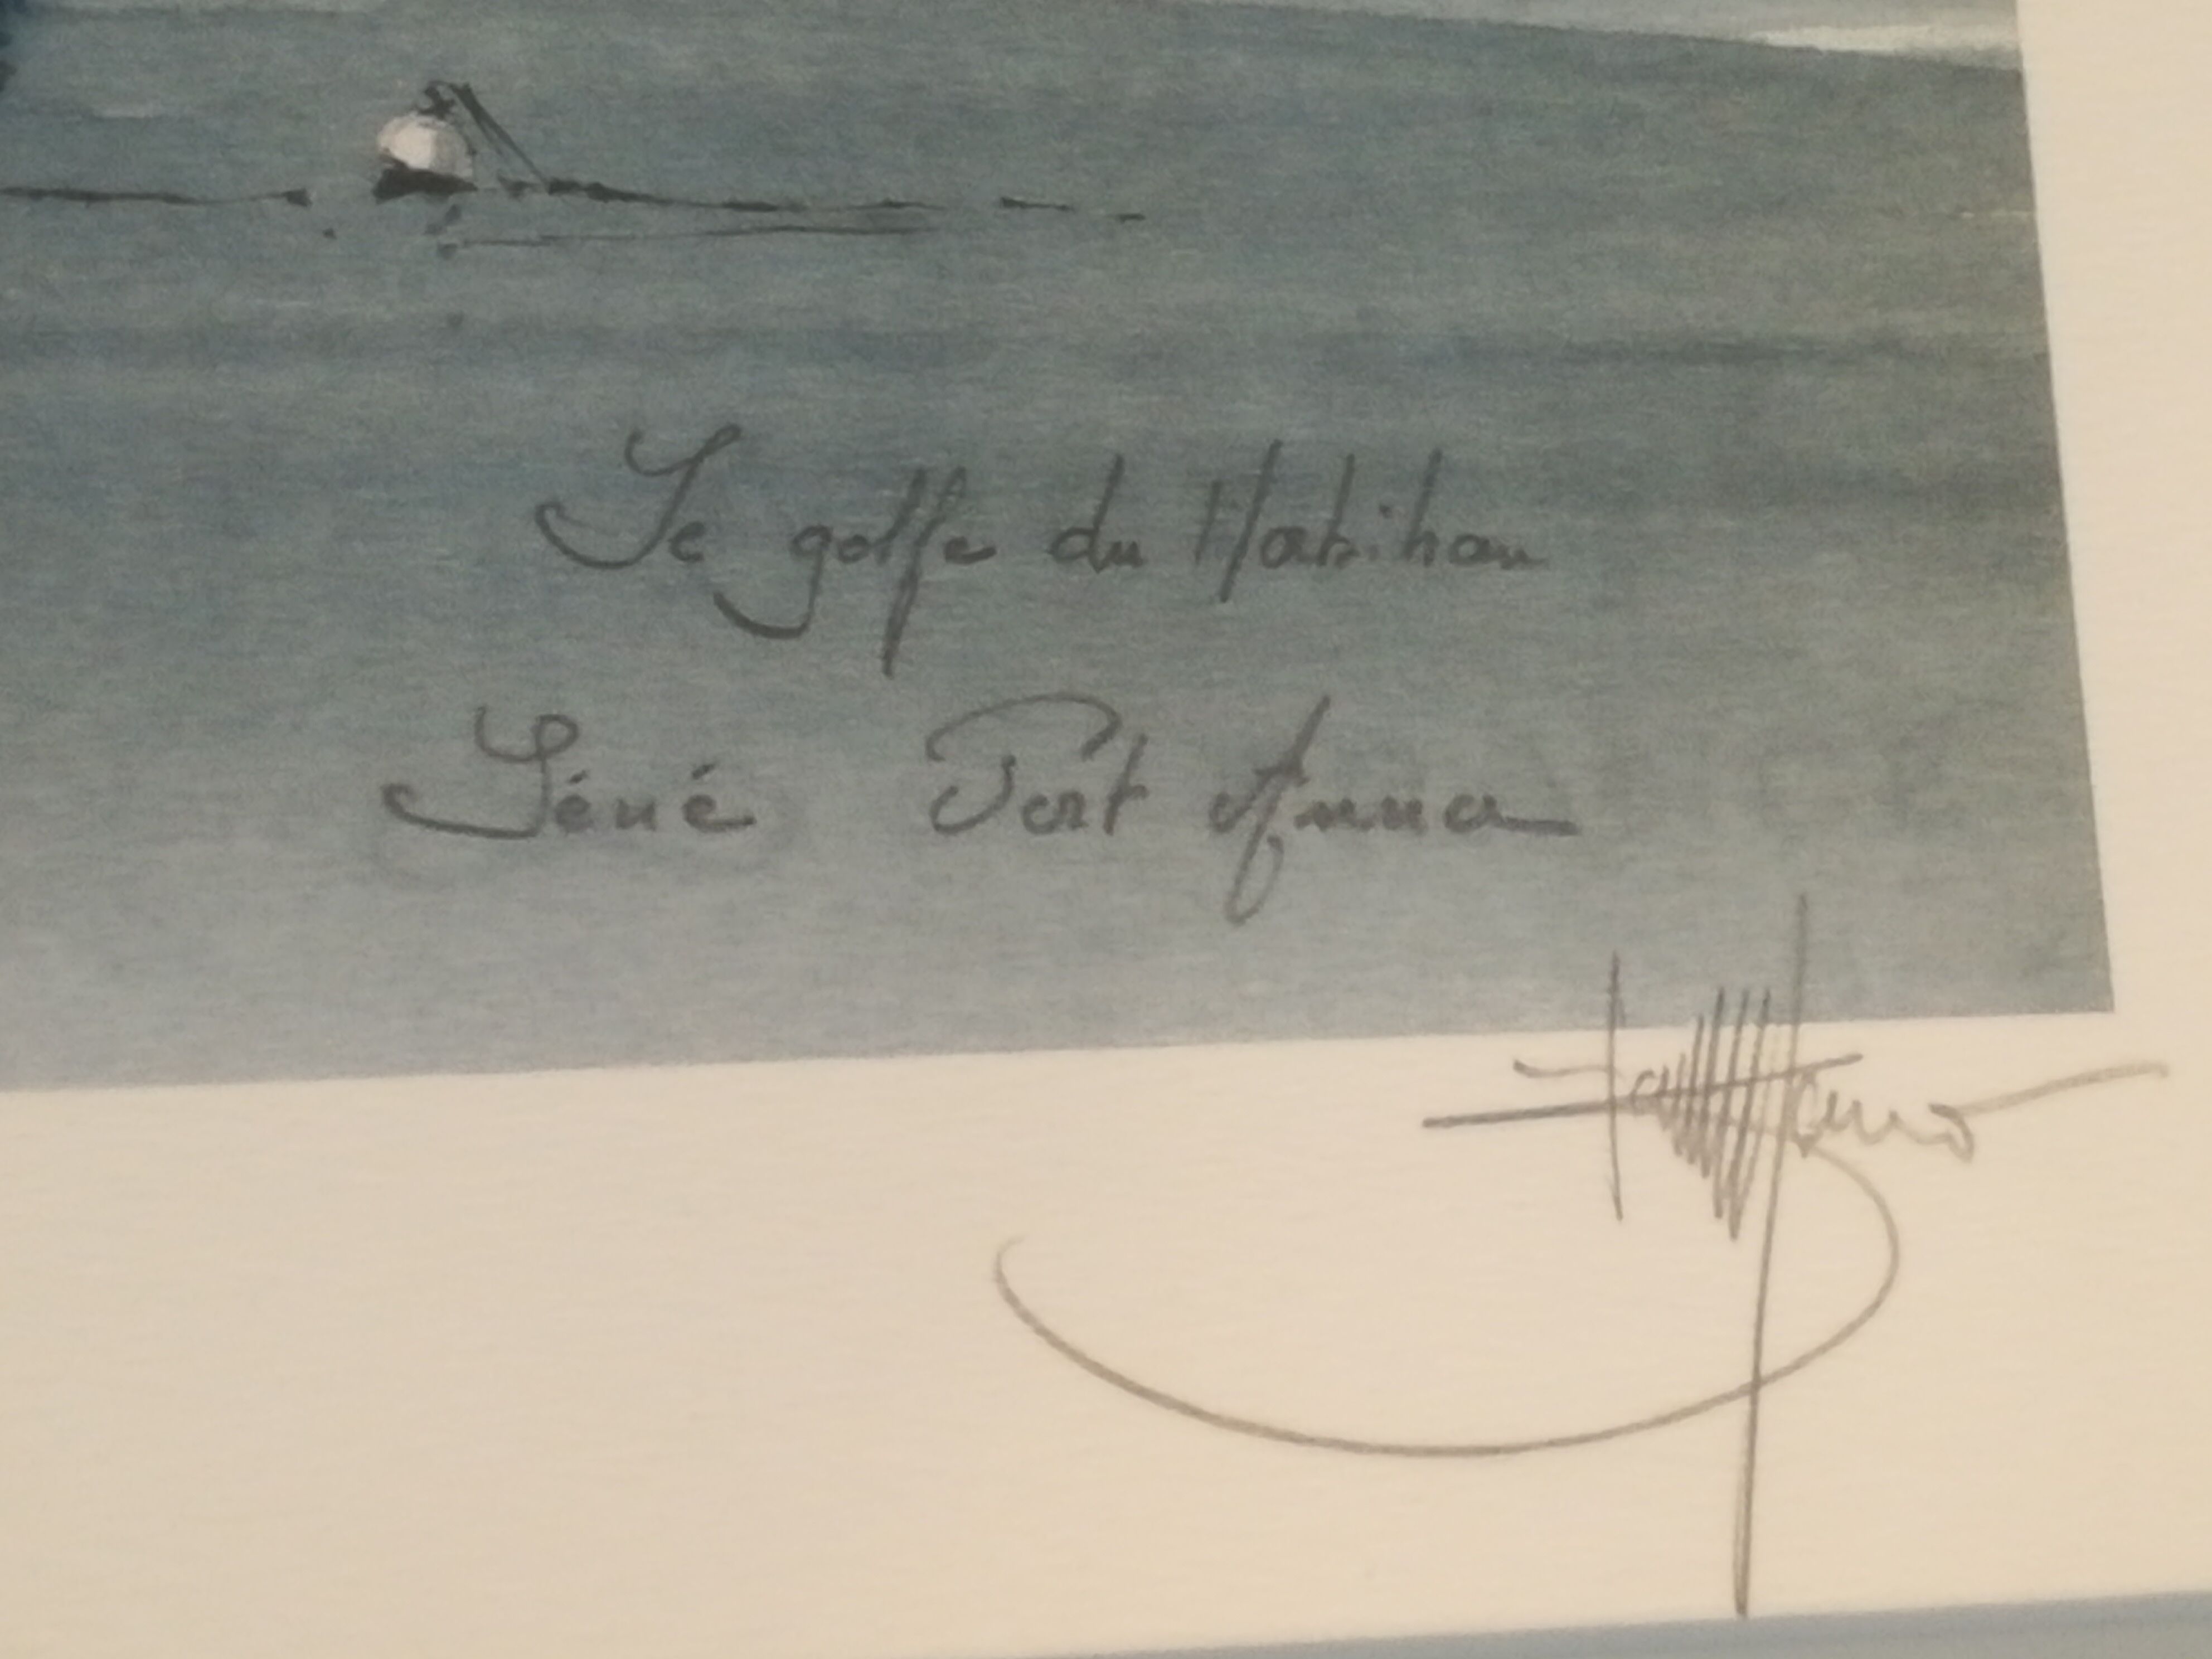 Le golfe du Morbihan
Séné Port Anna